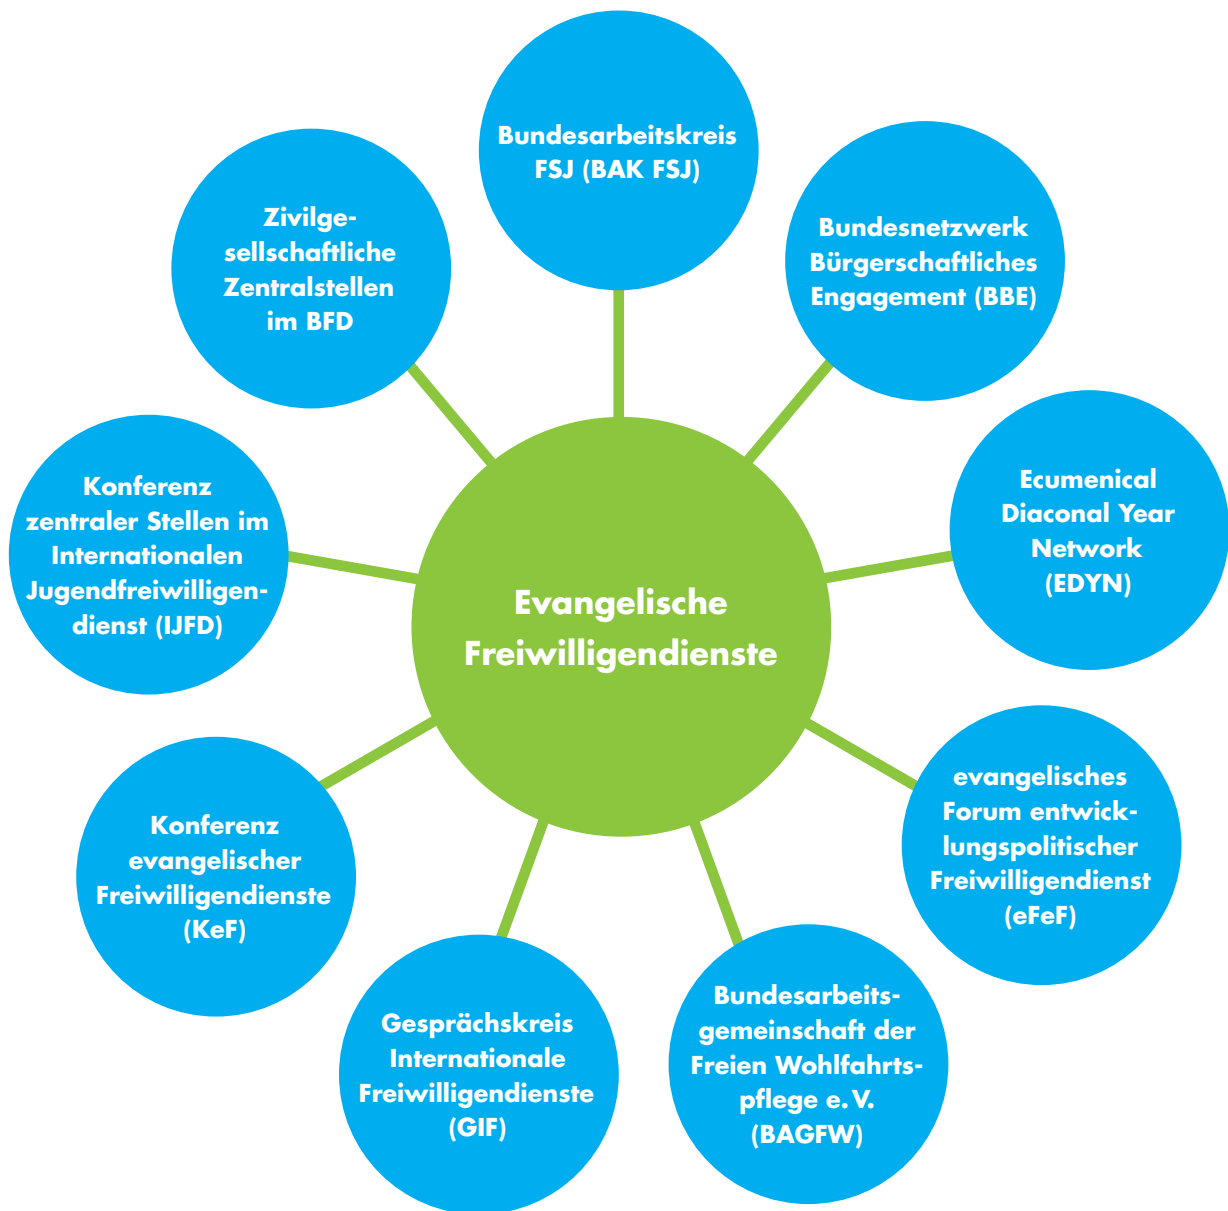 Bundesarbeitskreis
FSJ (BAK FSJ)
Bundesnetzwerk
Bürgerschaftliches
Engagement (BBE)
Ecumenical
Diaconal Year
Network
(EDYN)
evangelisches
Forum entwick-
lungspolitischer
Freiwilligendienst
(eFeF)
Bundesarbeits-
gemeinschaft der
Freien Wohlfahrts-
pflege e. V.
(BAGFW)
Gesprächskreis
Internationale
Freiwilligendienste
(GIF)
Konferenz
evangelischer
Freiwilligendienste
(KeF)
Konferenz
zentraler Stellen im
Internationalen
Jugendfreiwilligen-
dienst (IJFD)
Zivilge-
sellschaftliche
Zentralstellen
im BFD
Evangelische
Freiwilligendienste